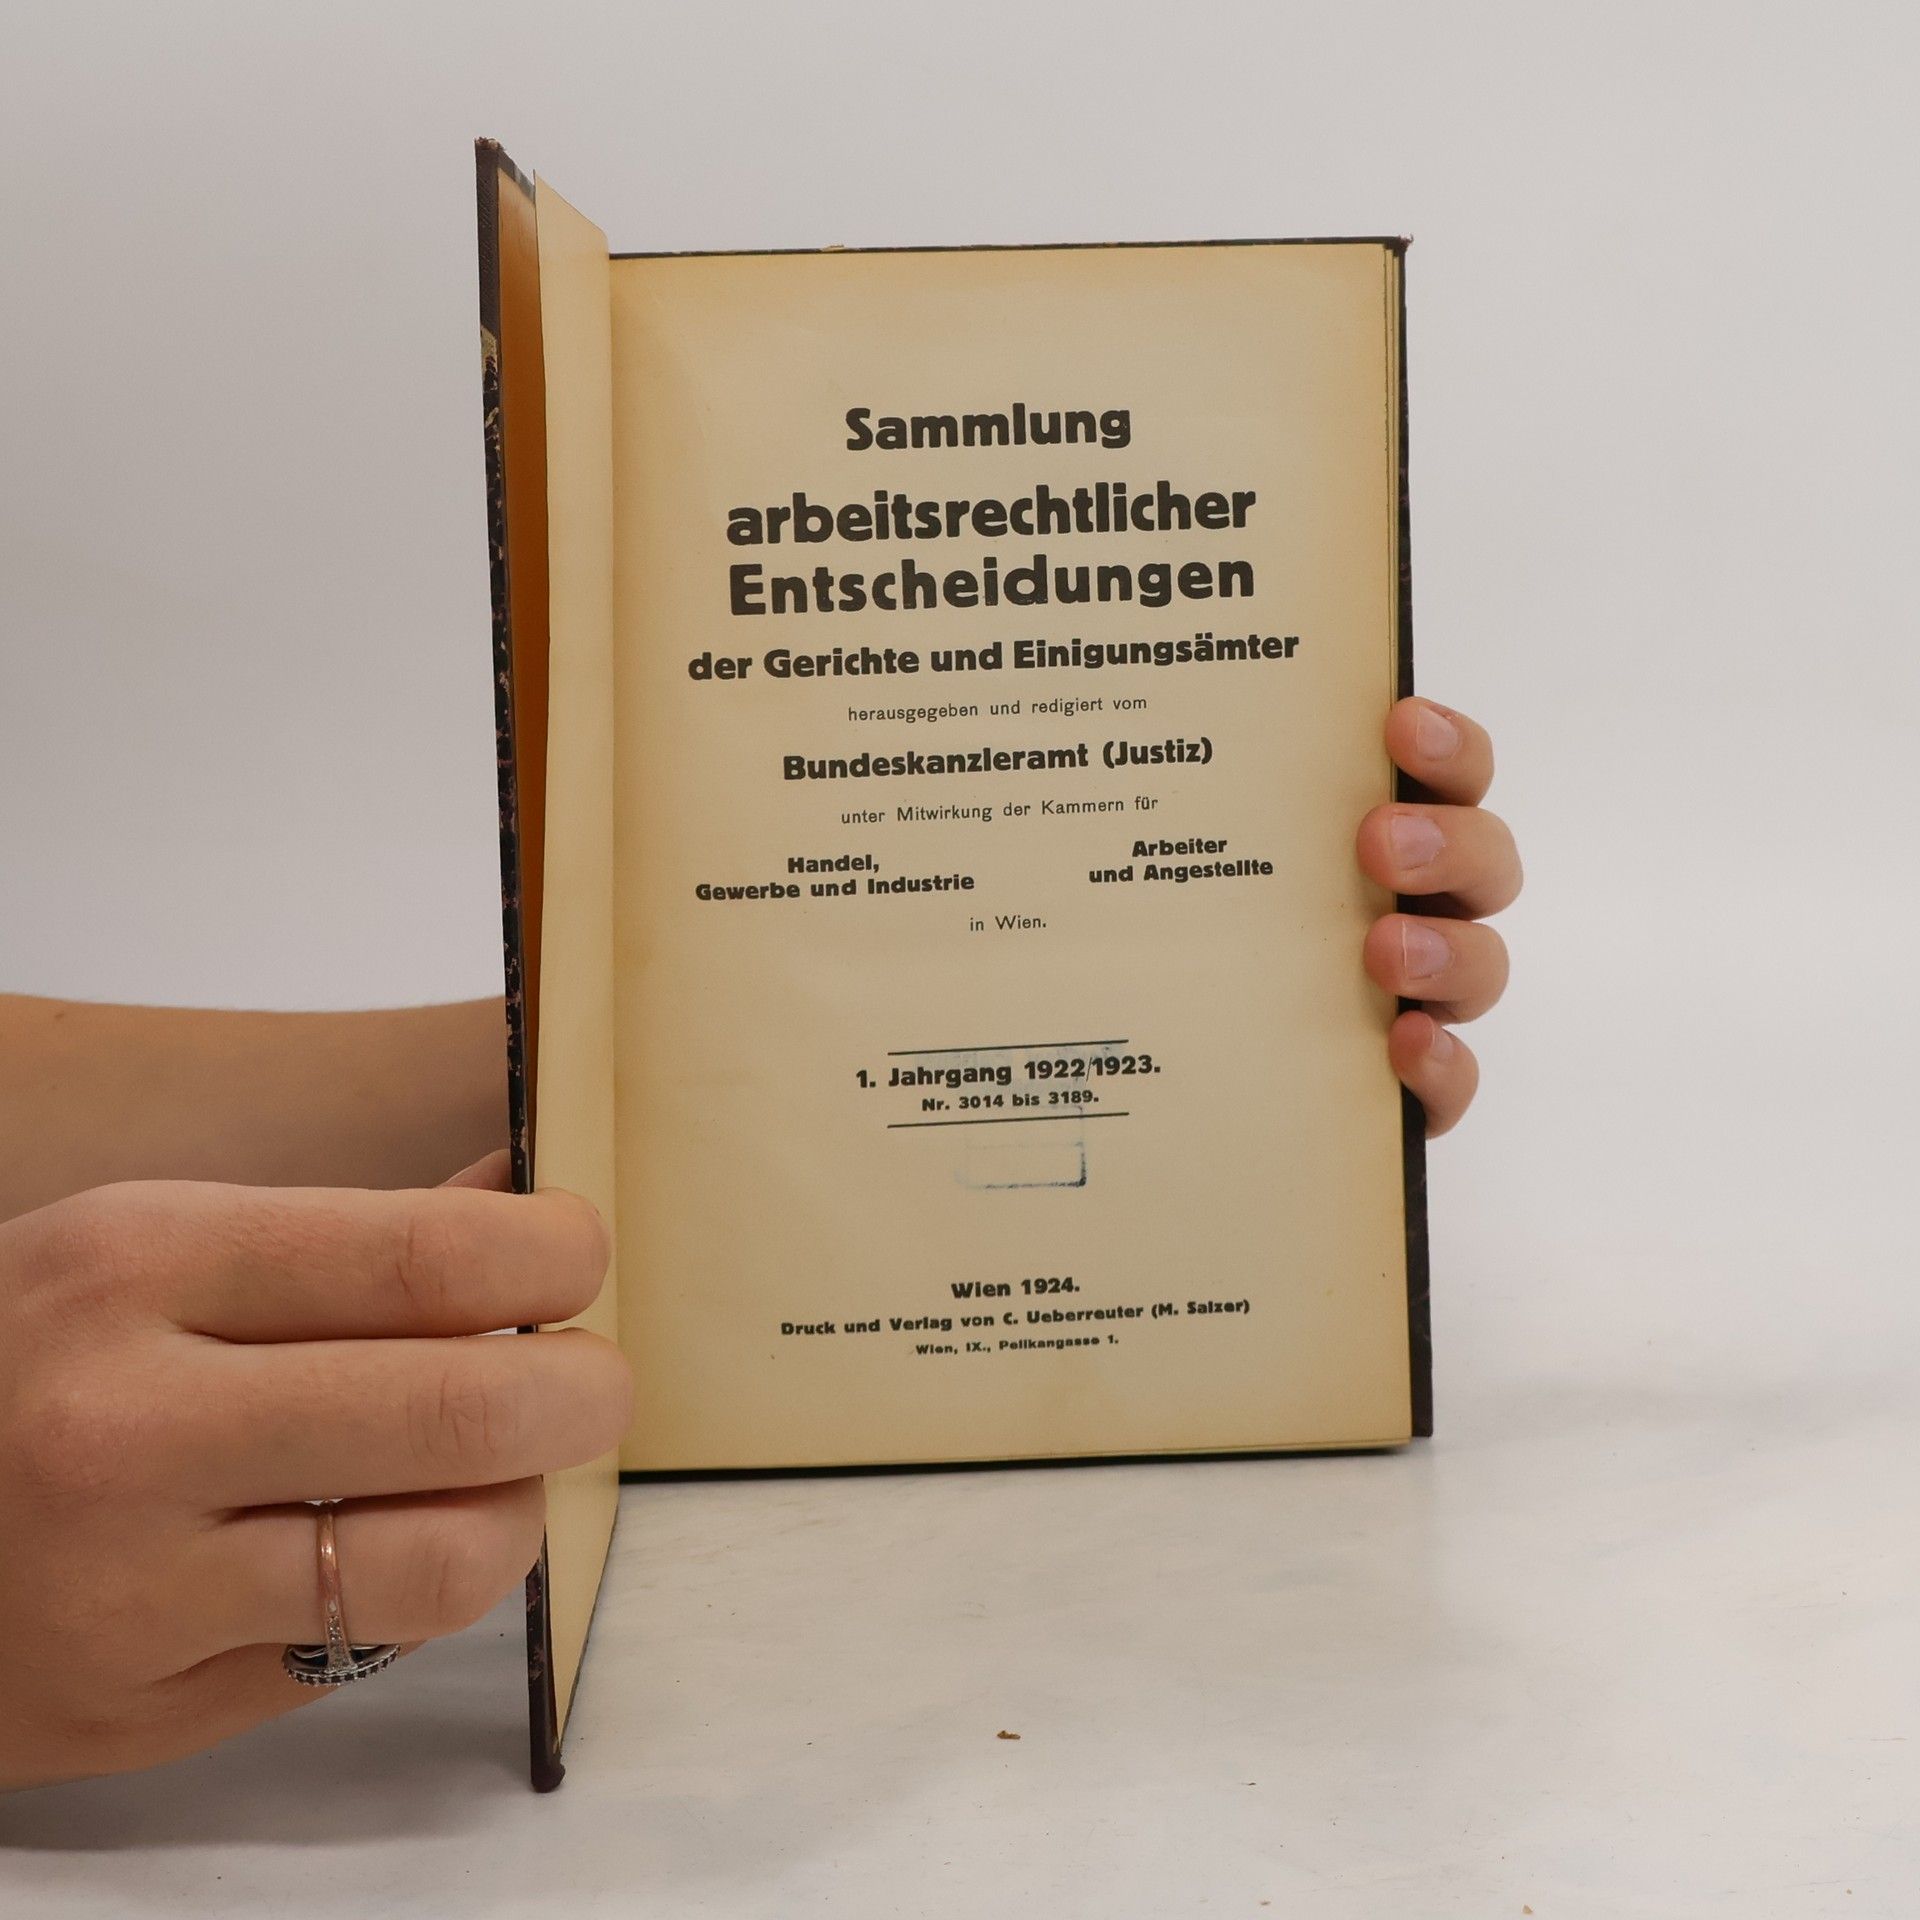 Sammlung
arbeitsrechtlicher
Entscheidungen
der Gerichte und Einigungsämter
herausgegeben und redigiert vom
Bundeskanzleramt (Justiz)
unter Mitwirkung der Kammern für
Handel,
Gewerbe und Industrie
Arbeiter
und Angestellte
in Wien.
1. Jahrgang 1922/1923.
Nr. 3014 bis 3189.
Wien 1924.
Druck und Verlag von C. Ueberreuter (M. Salzer)
Wien, IX., Pelikangasse 1.